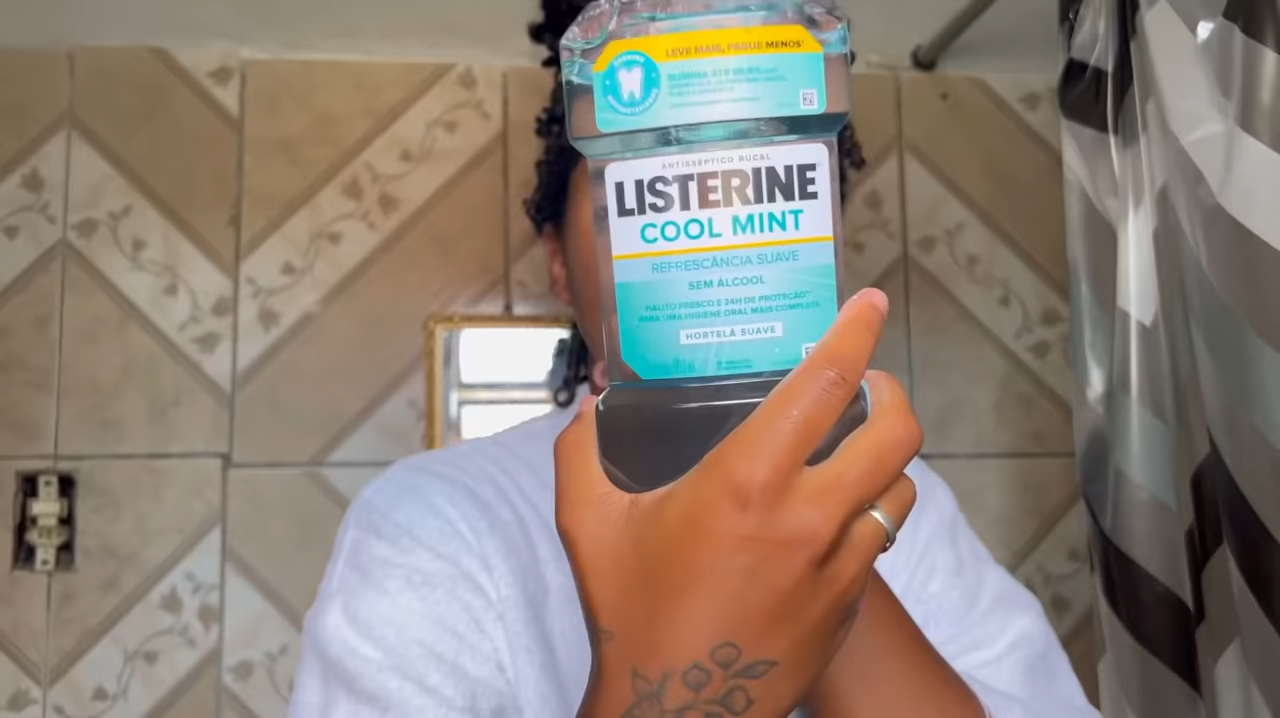 LEVE MAIS, PAGUE MENOS*
ANTISSÉPTICO BUCAL
LISTERINE
COOL MINT
REFRESCÂNCIA SUAVE
SEM ÁLCOOL
HÁLITO FRESCO E 24H DE PROTEÇÃO**
PARA UMA HIGIENE ORAL MAIS COMPLETA
HORTELÃ SUAVE